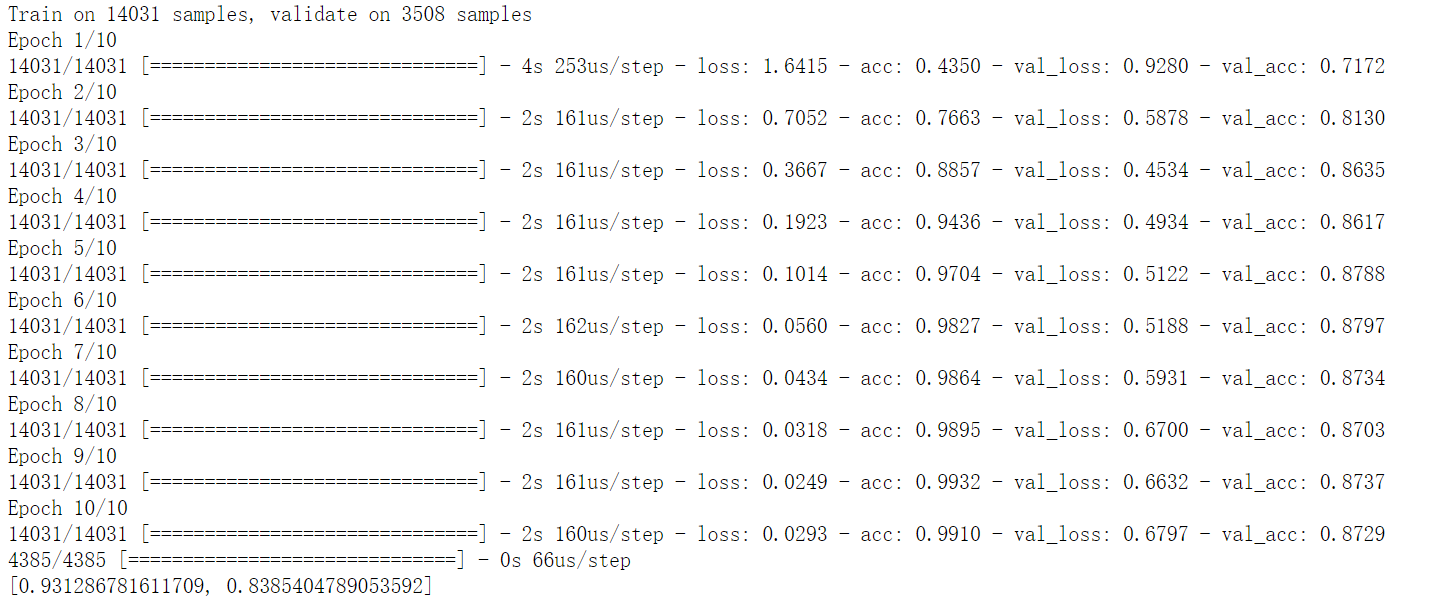 Train on 14031 samples, validate on 3508 samples
Epoch 1/10
14031/14031 [==============================] - 4s 253us/step - loss: 1.6415 - acc: 0.4350 - val_loss: 0.9280 - val_acc: 0.7172
Epoch 2/10
14031/14031 [==============================] - 2s 161us/step - loss: 0.7052 - acc: 0.7663 - val_loss: 0.5878 - val_acc: 0.8130
Epoch 3/10
14031/14031 [==============================] - 2s 161us/step - loss: 0.3667 - acc: 0.8857 - val_loss: 0.4534 - val_acc: 0.8635
Epoch 4/10
14031/14031 [==============================] - 2s 161us/step - loss: 0.1923 - acc: 0.9436 - val_loss: 0.4934 - val_acc: 0.8617
Epoch 5/10
14031/14031 [==============================] - 2s 161us/step - loss: 0.1014 - acc: 0.9704 - val_loss: 0.5122 - val_acc: 0.8788
Epoch 6/10
14031/14031 [==============================] - 2s 162us/step - loss: 0.0560 - acc: 0.9827 - val_loss: 0.5188 - val_acc: 0.8797
Epoch 7/10
14031/14031 [==============================] - 2s 160us/step - loss: 0.0434 - acc: 0.9864 - val_loss: 0.5931 - val_acc: 0.8734
Epoch 8/10
14031/14031 [==============================] - 2s 161us/step - loss: 0.0318 - acc: 0.9895 - val_loss: 0.6700 - val_acc: 0.8703
Epoch 9/10
14031/14031 [==============================] - 2s 161us/step - loss: 0.0249 - acc: 0.9932 - val_loss: 0.6632 - val_acc: 0.8737
Epoch 10/10
14031/14031 [==============================] - 2s 160us/step - loss: 0.0293 - acc: 0.9910 - val_loss: 0.6797 - val_acc: 0.8729
4385/4385 [==============================] - 0s 66us/step
[0.931286781611709, 0.8385404789053592]